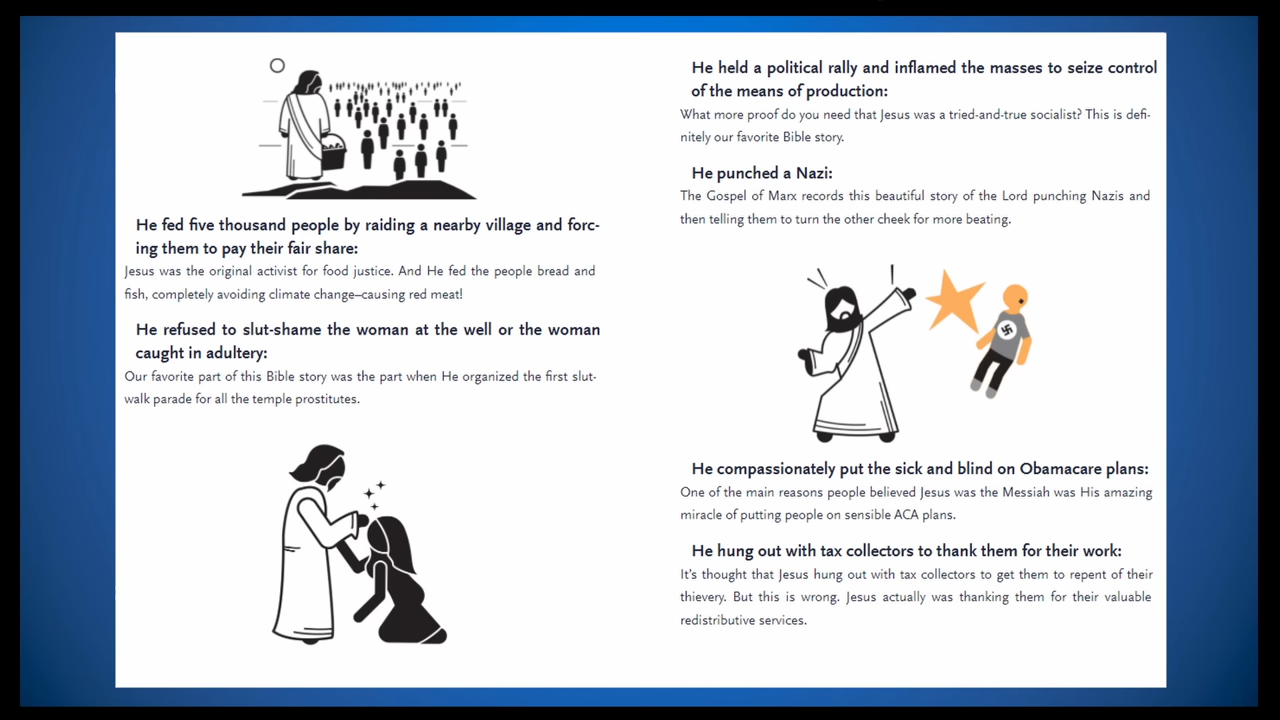 He fed five thousand people by raiding a nearby village and forc-
ing them to pay their fair share:
Jesus was the original activist for food justice. And He fed the people bread and
fish, completely avoiding climate change–causing red meat!
He refused to slut-shame the woman at the well or the woman
caught in adultery:
Our favorite part of this Bible story was the part when He organized the first slut-
walk parade for all the temple prostitutes.
He held a political rally and inflamed the masses to seize control
of the means of production:
What more proof do you need that Jesus was a tried-and-true socialist? This is defi-
nitely our favorite Bible story.
He punched a Nazi:
The Gospel of Marx records this beautiful story of the Lord punching Nazis and
then telling them to turn the other cheek for more beating.
He compassionately put the sick and blind on Obamacare plans:
One of the main reasons people believed Jesus was the Messiah was His amazing
miracle of putting people on sensible ACA plans.
He hung out with tax collectors to thank them for their work:
It's thought that Jesus hung out with tax collectors to get them to repent of their
thievery. But this is wrong. Jesus actually was thanking them for their valuable
redistributive services.